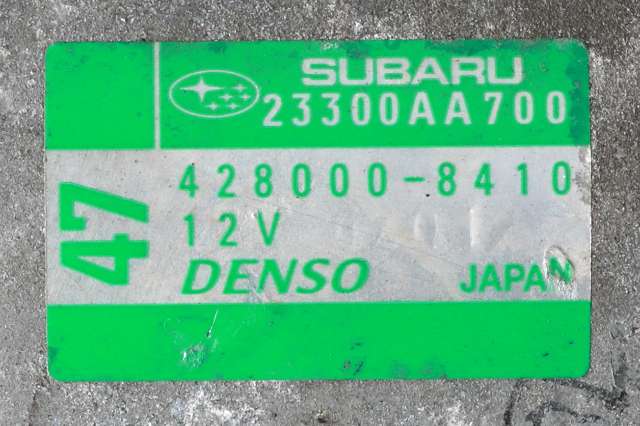 SUBARU
23300AA700
428000-8410
12V
DENSO JAPAN
47